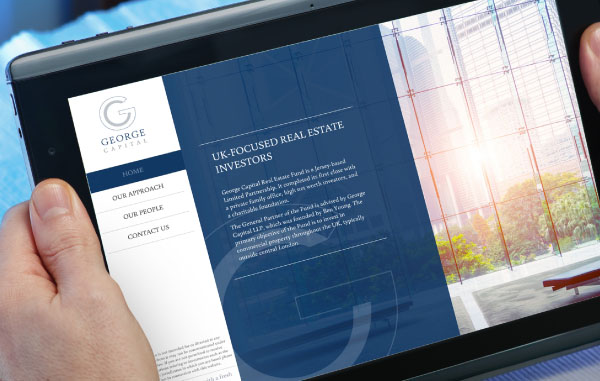 GEORGE
CAPITAL
HOME
OUR APPROACH
OUR PEOPLE
CONTACT US
UK-FOCUSED REAL ESTATE
INVESTORS
George Capital Real Estate Fund is a Jersey-based
Limited Partnership. It completed its first close with
a private family office, high net worth investors, and
a charitable foundation.
The General Partner of the Fund is advised by George
Capital LLP, which was founded by Ben Young. The
primary objective of the Fund is to invest in
commercial property throughout the UK, typically
outside central London.
with a fresh